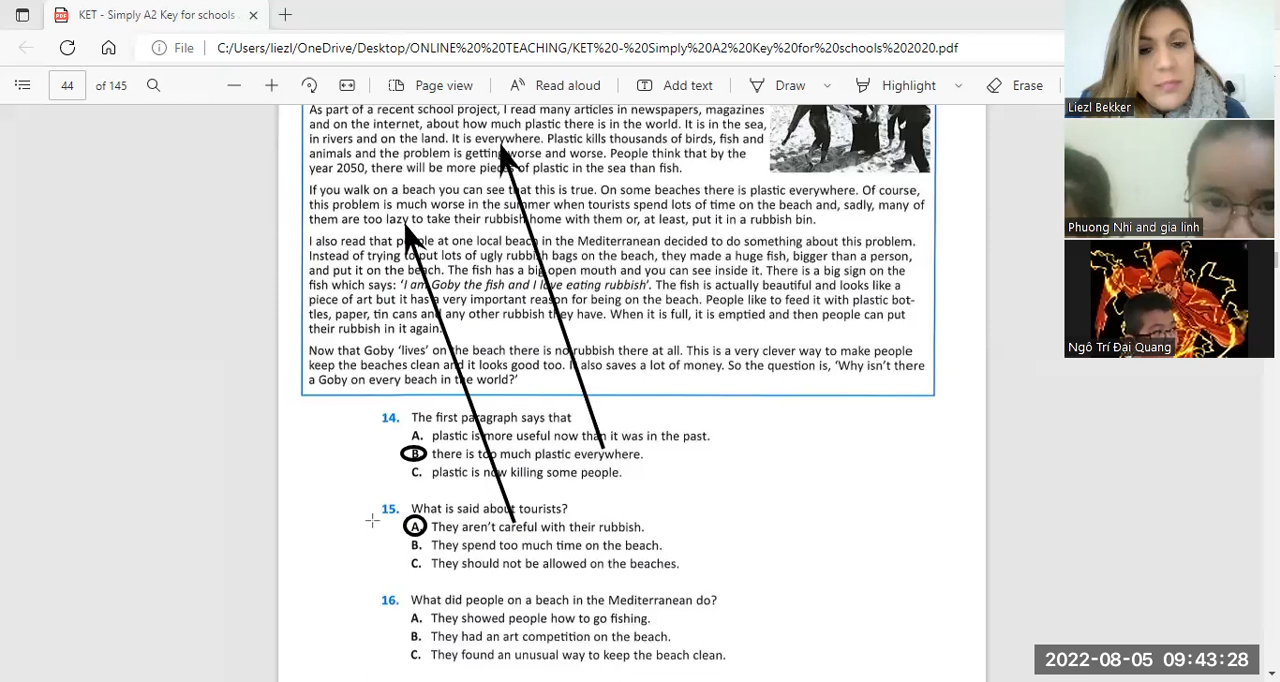 KET - Simply A2 Key for schools
File
C:/Users/liezl/OneDrive/Desktop/ONLINE%20%20TEACHING/KET%20-%20Simply%20A2%20Key%20for%20schools%202020.pdf
44 of 145
Page view
Read aloud
Add text
Draw
Highlight
Erase
As part of a recent school project, I read many articles in newspapers, magazines
and on the internet, about how much plastic there is in the world. It is in the sea,
in rivers and on the land. It is everywhere. Plastic kills thousands of birds, fish and
animals and the problem is getting worse and worse. People think that by the
year 2050, there will be more pieces of plastic in the sea than fish.
If you walk on a beach you can see that this is true. On some beaches there is plastic everywhere. Of course,
this problem is much worse in the summer when tourists spend lots of time on the beach and, sadly, many of
them are too lazy to take their rubbish home with them or, at least, put it in a rubbish bin.
I also read that people at one local beach in the Mediterranean decided to do something about this problem.
Instead of trying to put lots of ugly rubbish bags on the beach, they made a huge fish, bigger than a person,
and put it on the beach. The fish has a big open mouth and you can see inside it. There is a big sign on the
fish which says: 'I am Goby the fish and I love eating rubbish'. The fish is actually beautiful and looks like a
piece of art but it has a very important reason for being on the beach. People like to feed it with plastic bot-
tles, paper, tin cans and any other rubbish they have. When it is full, it is emptied and then people can put
their rubbish in it again.
Now that Goby 'lives' on the beach there is no rubbish there at all. This is a very clever way to make people
keep the beaches clean and it looks good too. It also saves a lot of money. So the question is, 'Why isn't there
a Goby on every beach in the world?'
14. The first paragraph says that
A. plastic is more useful now than it was in the past.
B. there is too much plastic everywhere.
C. plastic is now killing some people.
15. What is said about tourists?
A. They aren't careful with their rubbish.
B. They spend too much time on the beach.
C. They should not be allowed on the beaches.
16. What did people on a beach in the Mediterranean do?
A. They showed people how to go fishing.
B. They had an art competition on the beach.
C. They found an unusual way to keep the beach clean.
Liezl Bekker
Phuong Nhi and gia linh
Ngô Trí Đại Quang
2022-08-05 09:43:28